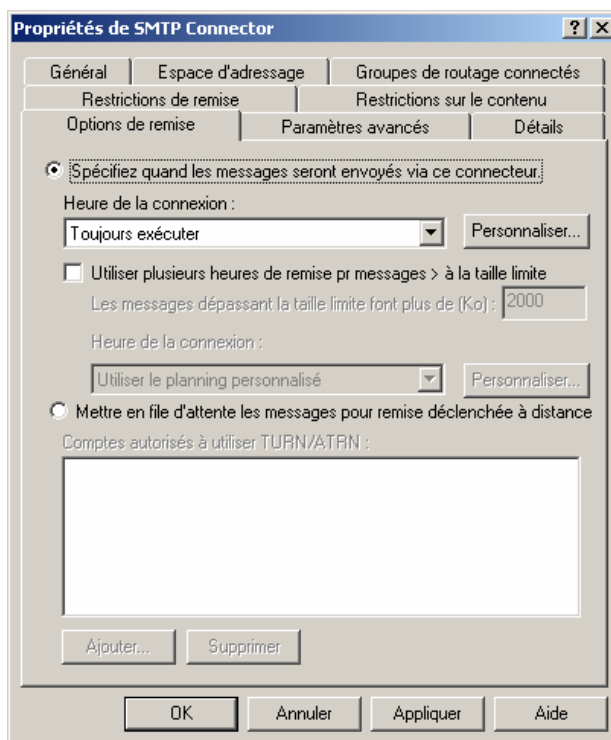 Propriétés de SMTP Connector
Général Espace d'adressage Groupes de routage connectés
Restrictions de remise Restrictions sur le contenu
Options de remise Paramètres avancés Détails
Spécifiez quand les messages seront envoyés via ce connecteur.
Heure de la connexion :
Toujours exécuter Personnaliser...
Utiliser plusieurs heures de remise pr messages > à la taille limite
Les messages dépassant la taille limite font plus de (Ko) : 2000
Heure de la connexion :
Utiliser le planning personnalisé Personnaliser...
Mettre en file d'attente les messages pour remise déclenchée à distance
Comptes autorisés à utiliser TURN/ATRN :
Ajouter... Supprimer
OK Annuler Appliquer Aide